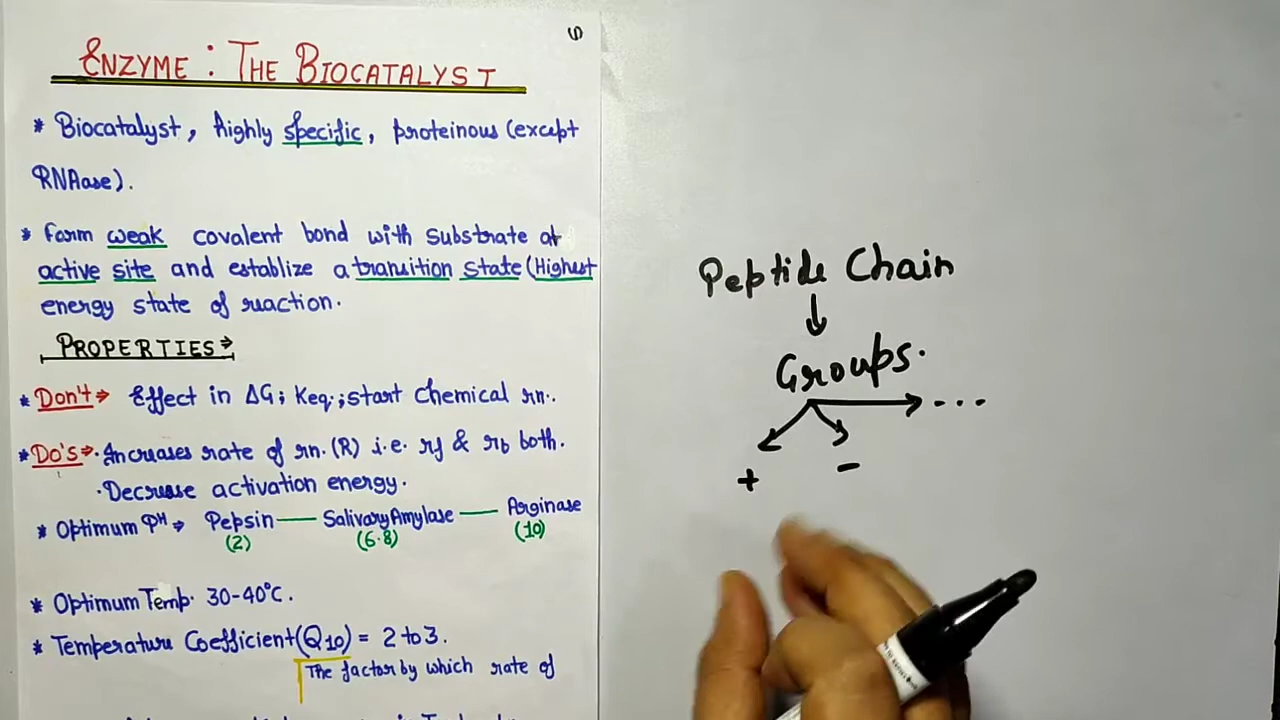 ENZYME : THE BIOCATALYST
* Biocatalyst, highly specific, proteinous (except
RNAase).
* Form weak covalent bond with substrate at
active site and establize a transition state (Highest
energy state of reaction.
PROPERTIES⇒
* Don't⇒ Effect in ΔG; Keq.; start Chemical rn..
* Do's⇒ · Increases rate of rn. (R) i.e. rf & rb both.
· Decrease activation energy.
* Optimum PH ⇒ Pepsin — Salivary Amylase — Arginase
(2) (6.8) (10)
* Optimum Temp. 30-40°C.
* Temperature Coefficient (Q10) = 2 to 3.
The factor by which rate of
Peptide Chain
↓
Groups.
...
+ -